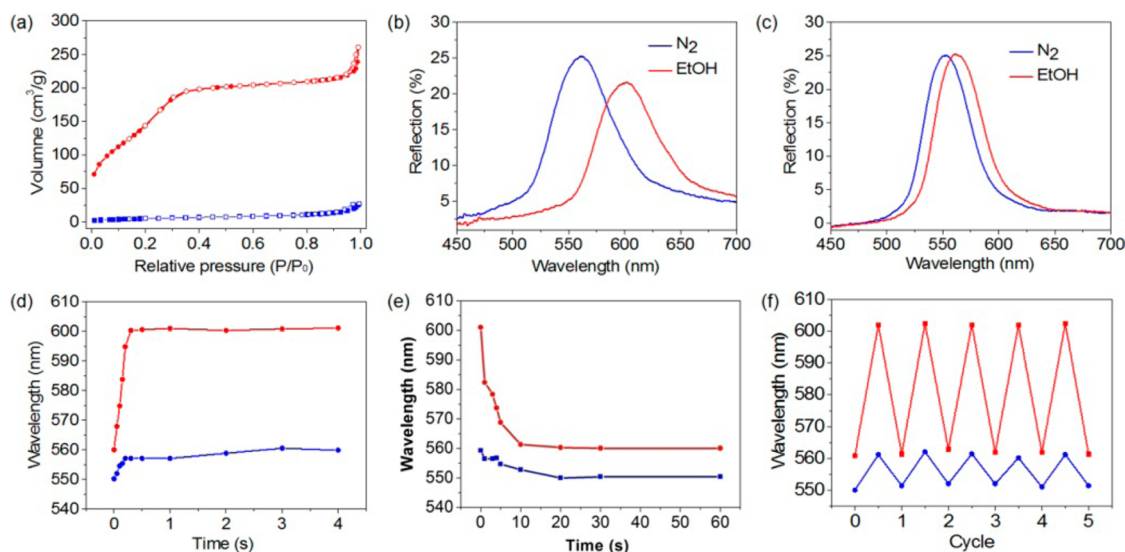 (a)
300
250
200
150
100
50
0
Volumne (cm³/g)
0.0 0.2 0.4 0.6 0.8 1.0
Relative pressure (P/P₀)
(b)
30
25
20
15
10
5
0
Reflection (%)
N₂
EtOH
450 500 550 600 650 700
Wavelength (nm)
(c)
30
25
20
15
10
5
0
Reflection (%)
N₂
EtOH
450 500 550 600 650 700
Wavelength (nm)
(d)
610
600
590
580
570
560
550
540
Wavelength (nm)
0 1 2 3 4
Time (s)
(e)
610
600
590
580
570
560
550
540
Wavelength (nm)
0 10 20 30 40 50 60
Time (s)
(f)
610
600
590
580
570
560
550
Wavelength (nm)
0 1 2 3 4 5
Cycle